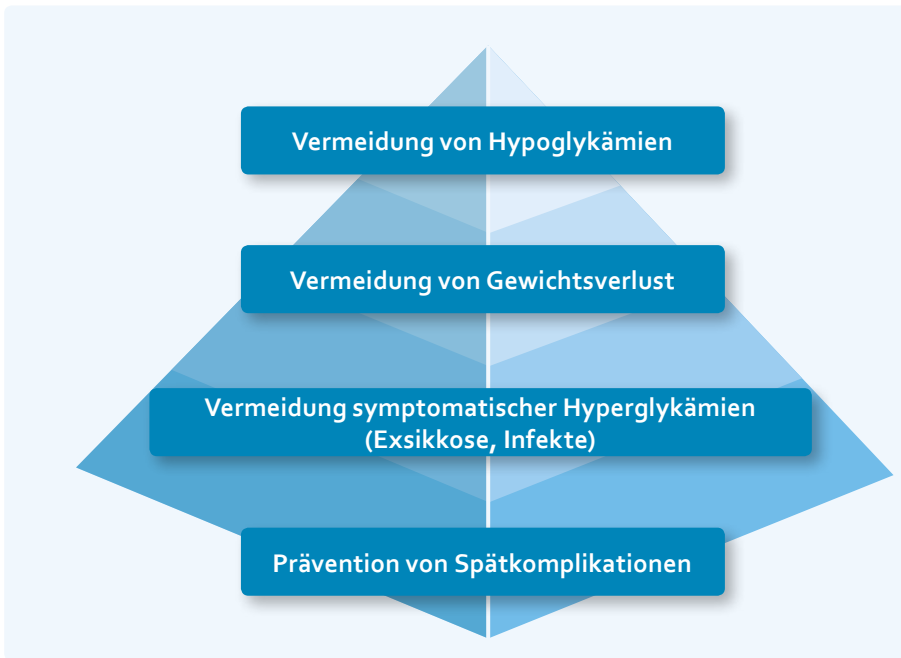 Vermeidung von Hypoglykämien
Vermeidung von Gewichtsverlust
Vermeidung symptomatischer Hyperglykämien
(Exsikkose, Infekte)
Prävention von Spätkomplikationen